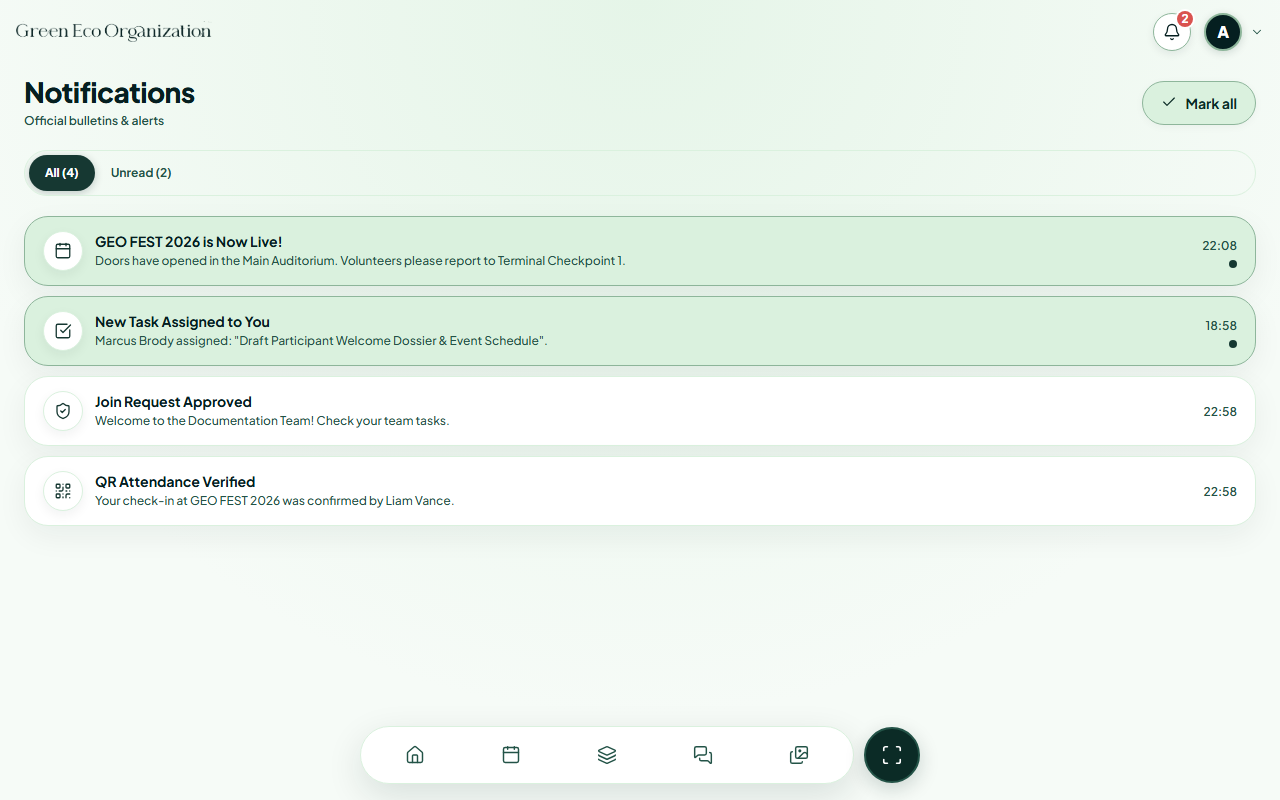 Green Eco Organization
2
A
Notifications
Official bulletins & alerts
Mark all
All (4)
Unread (2)
GEO FEST 2026 is Now Live!
Doors have opened in the Main Auditorium. Volunteers please report to Terminal Checkpoint 1.
22:08
New Task Assigned to You
Marcus Brody assigned: "Draft Participant Welcome Dossier & Event Schedule".
18:58
Join Request Approved
Welcome to the Documentation Team! Check your team tasks.
22:58
QR Attendance Verified
Your check-in at GEO FEST 2026 was confirmed by Liam Vance.
22:58